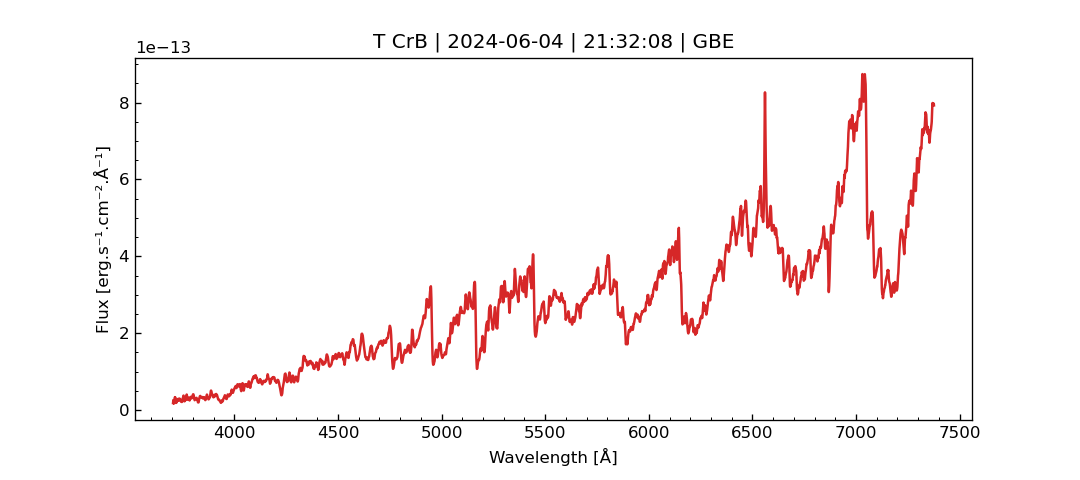 T CrB | 2024-06-04 | 21:32:08 | GBE
1e−13
8
6
4
2
0
Flux [erg.s⁻¹.cm⁻².Å⁻¹]
4000 4500 5000 5500 6000 6500 7000 7500
Wavelength [Å]